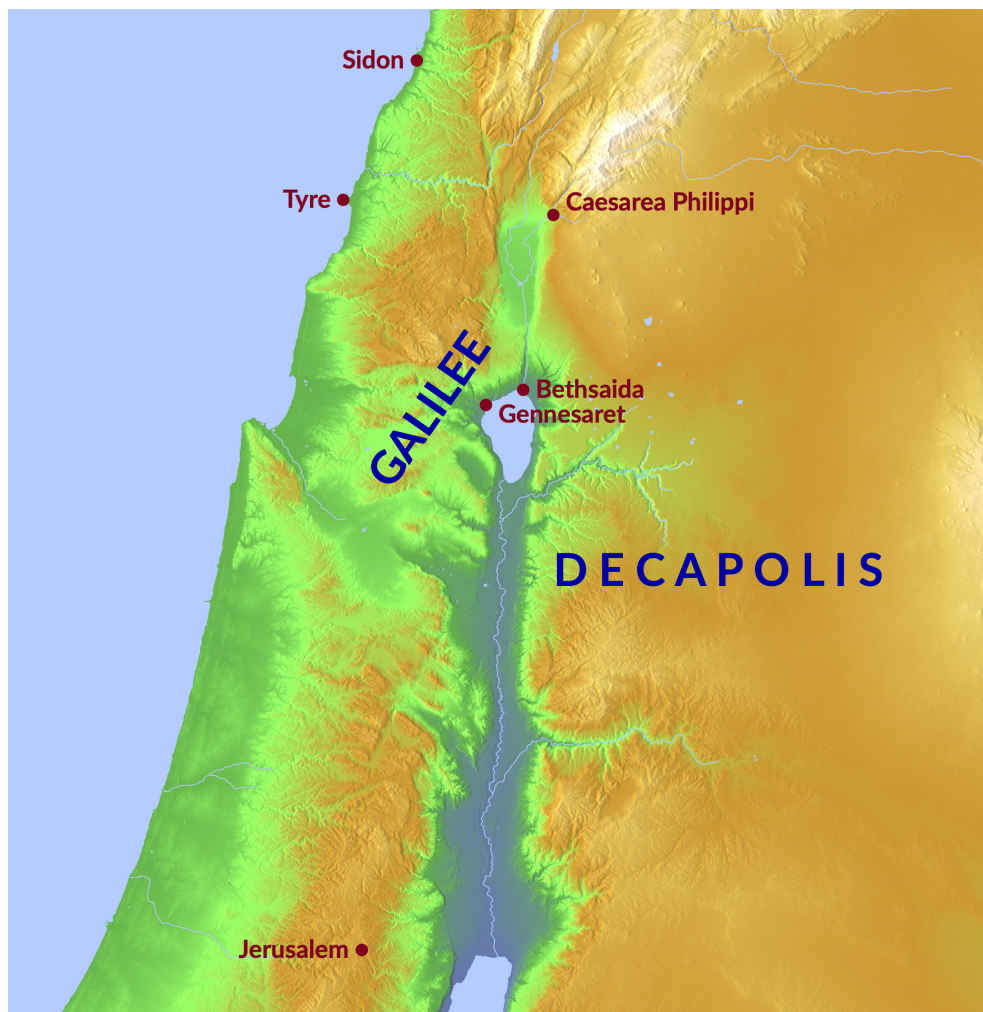 Sidon
Tyre
Caesarea Philippi
GALILEE
Bethsaida
Gennesaret
DECAPOLIS
Jerusalem